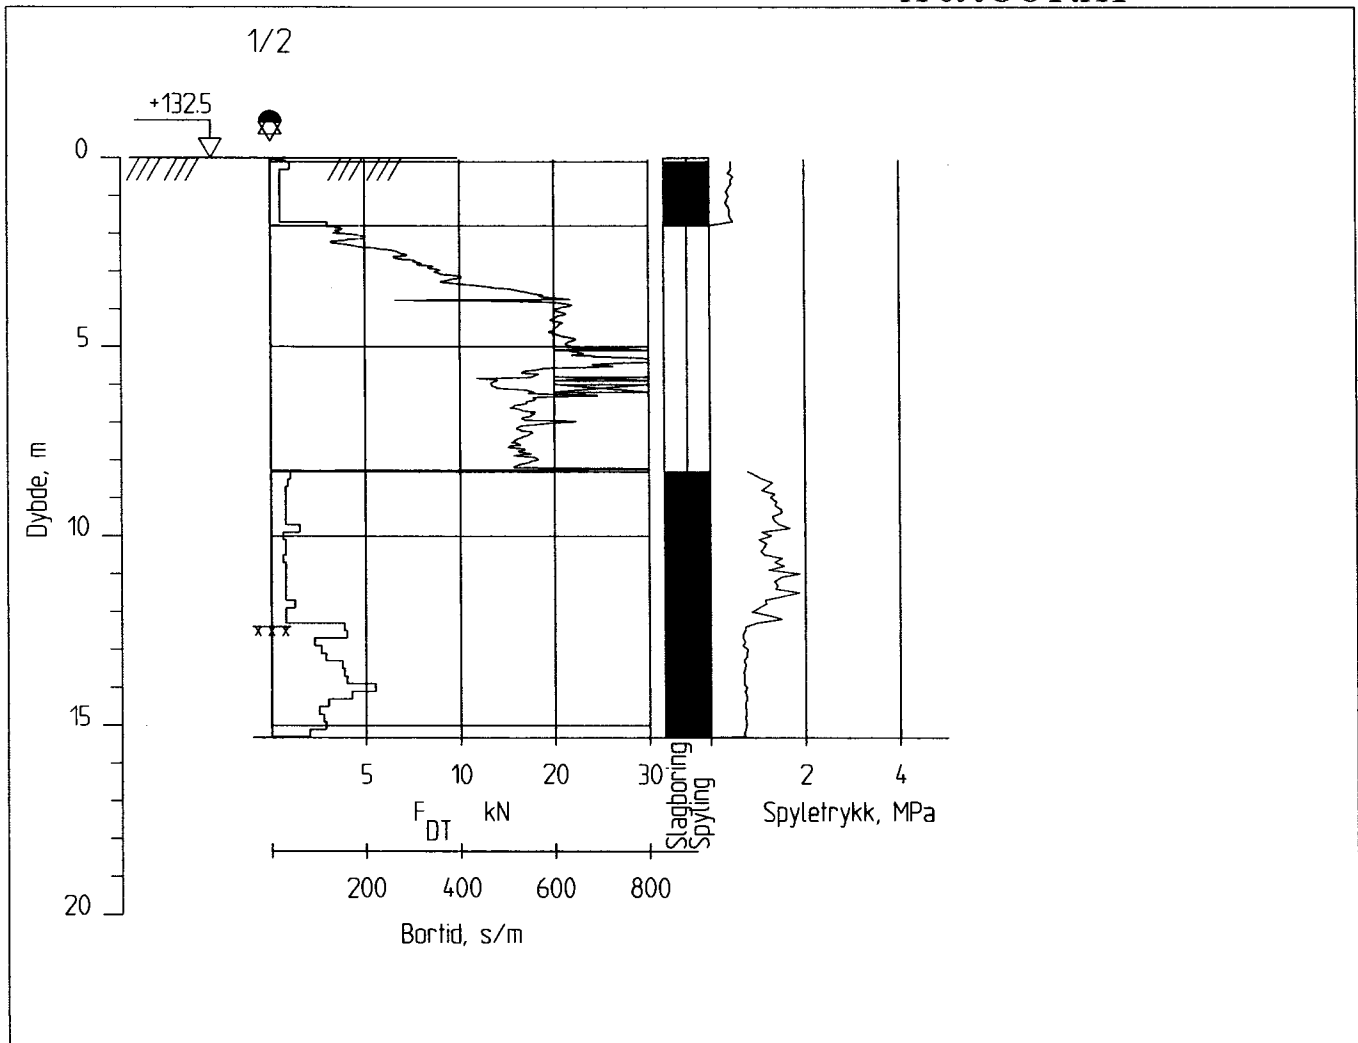 1/2
+132.5
0
5
10
15
20
Dybde, m
5 10 20 30
F DT kN
Slagboring
Spyling
2 4
Spyletrykk, MPa
200 400 600 800
Bortid, s/m